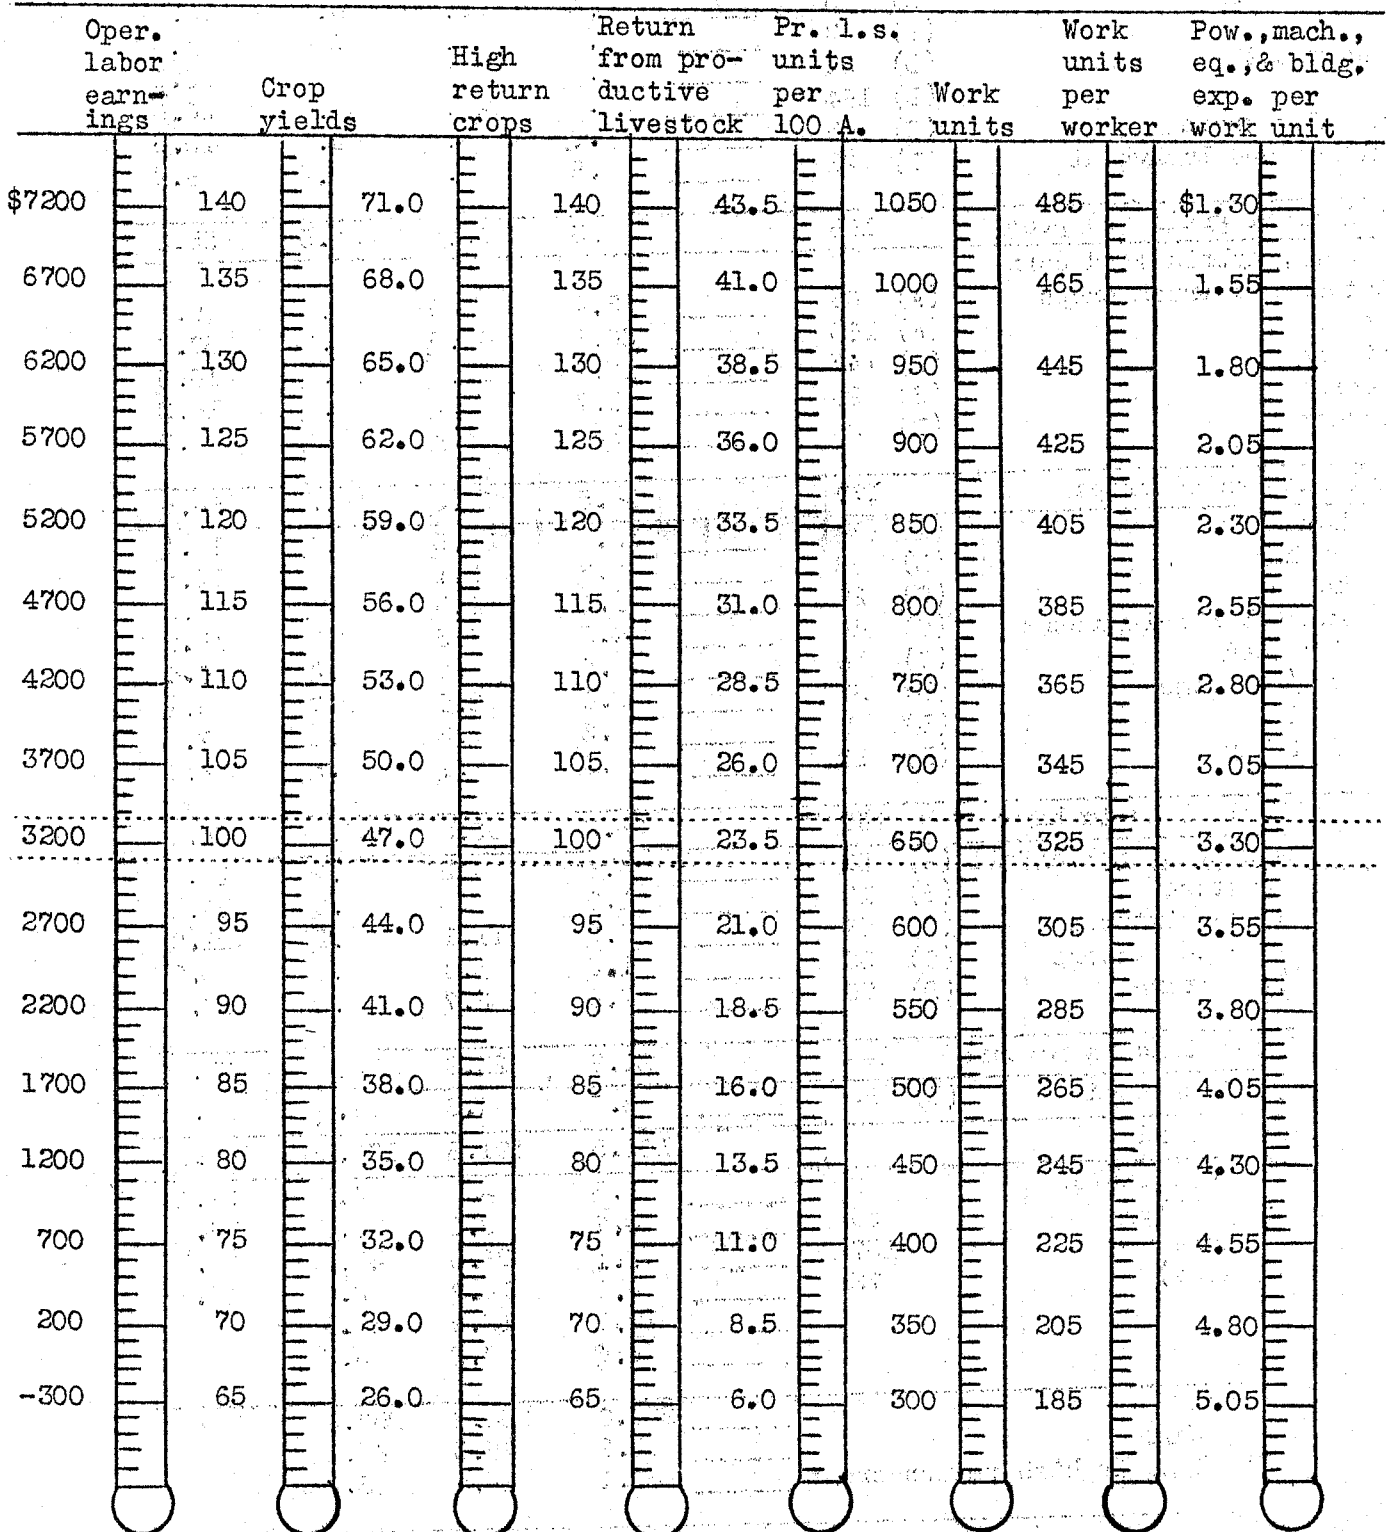 Oper. Return Pr. l.s. Work Pow.,mach.,
labor High from pro- units units eq.,& bldg.
earn- Crop return ductive per Work per exp. per
ings yields crops livestock 100 A. units worker work unit
$7200 140 71.0 140 43.5 1050 485 $1.30
6700 135 68.0 135 41.0 1000 465 1.55
6200 130 65.0 130 38.5 950 445 1.80
5700 125 62.0 125 36.0 900 425 2.05
5200 120 59.0 120 33.5 850 405 2.30
4700 115 56.0 115 31.0 800 385 2.55
4200 110 53.0 110 28.5 750 365 2.80
3700 105 50.0 105 26.0 700 345 3.05
3200 100 47.0 100 23.5 650 325 3.30
2700 95 44.0 95 21.0 600 305 3.55
2200 90 41.0 90 18.5 550 285 3.80
1700 85 38.0 85 16.0 500 265 4.05
1200 80 35.0 80 13.5 450 245 4.30
700 75 32.0 75 11.0 400 225 4.55
200 70 29.0 70 8.5 350 205 4.80
-300 65 26.0 65 6.0 300 185 5.05